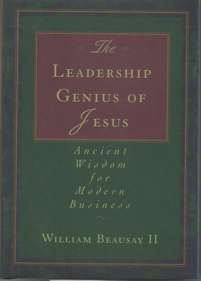 The
LEADERSHIP
GENIUS OF
JESUS
Ancient
Wisdom
for
Modern
Business
WILLIAM BEAUSAY II